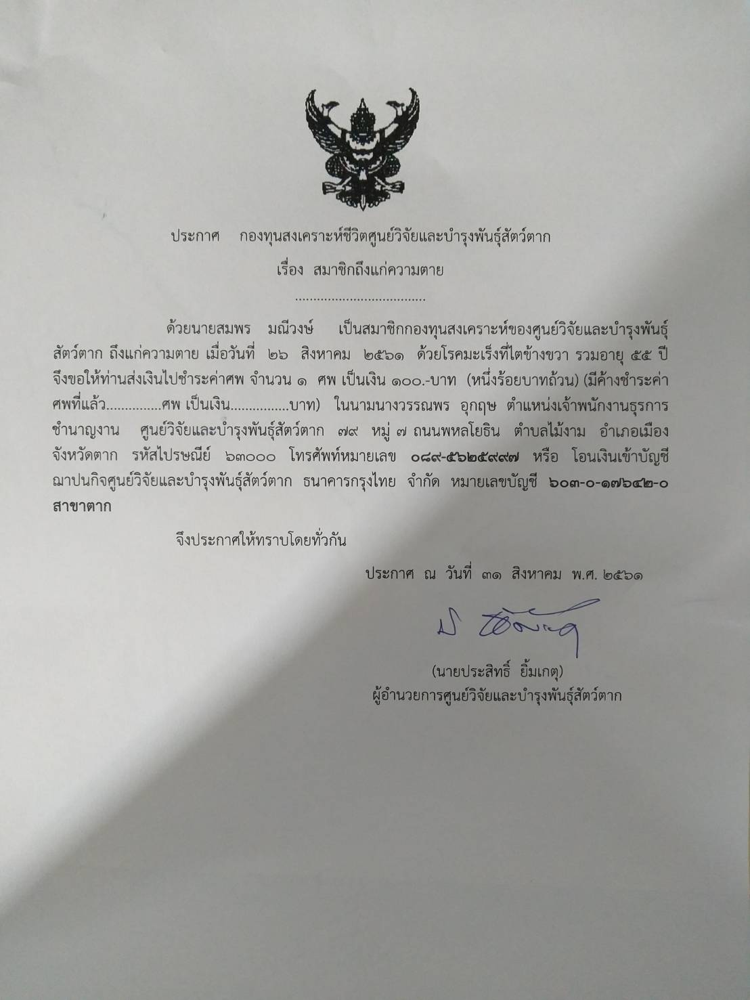 ประกาศ กองทุนสงเคราะห์ชีวิตศูนย์วิจัยและบำรุงพันธุ์สัตว์ตาก
เรื่อง สมาชิกถึงแก่ความตาย
....................................
ด้วยนายสมพร มณีวงษ์ เป็นสมาชิกกองทุนสงเคราะห์ของศูนย์วิจัยและบำรุงพันธุ์
สัตว์ตาก ถึงแก่ความตาย เมื่อวันที่ ๒๖ สิงหาคม ๒๕๖๑ ด้วยโรคมะเร็งที่ไตข้างขวา รวมอายุ ๕๕ ปี
จึงขอให้ท่านส่งเงินไปชำระค่าศพ จำนวน ๑ ศพ เป็นเงิน ๑๐๐.-บาท (หนึ่งร้อยบาทถ้วน) (มีค้างชำระค่า
ศพที่แล้ว...............ศพ เป็นเงิน................บาท) ในนามนางวรรณพร อุกฤษ ตำแหน่งเจ้าพนักงานธุรการ
ชำนาญงาน ศูนย์วิจัยและบำรุงพันธุ์สัตว์ตาก ๗๙ หมู่ ๗ ถนนพหลโยธิน ตำบลไม้งาม อำเภอเมือง
จังหวัดตาก รหัสไปรษณีย์ ๖๓๐๐๐ โทรศัพท์หมายเลข ๐๘๙-๕๖๒๕๙๙๗ หรือ โอนเงินเข้าบัญชี
ฌาปนกิจศูนย์วิจัยและบำรุงพันธุ์สัตว์ตาก ธนาคารกรุงไทย จำกัด หมายเลขบัญชี ๖๐๓-๐-๑๗๖๔๒-๐
สาขาตาก
จึงประกาศให้ทราบโดยทั่วกัน
ประกาศ ณ วันที่ ๓๑ สิงหาคม พ.ศ. ๒๕๖๑
(นายประสิทธิ์ ยิ้มเกตุ)
ผู้อำนวยการศูนย์วิจัยและบำรุงพันธุ์สัตว์ตาก